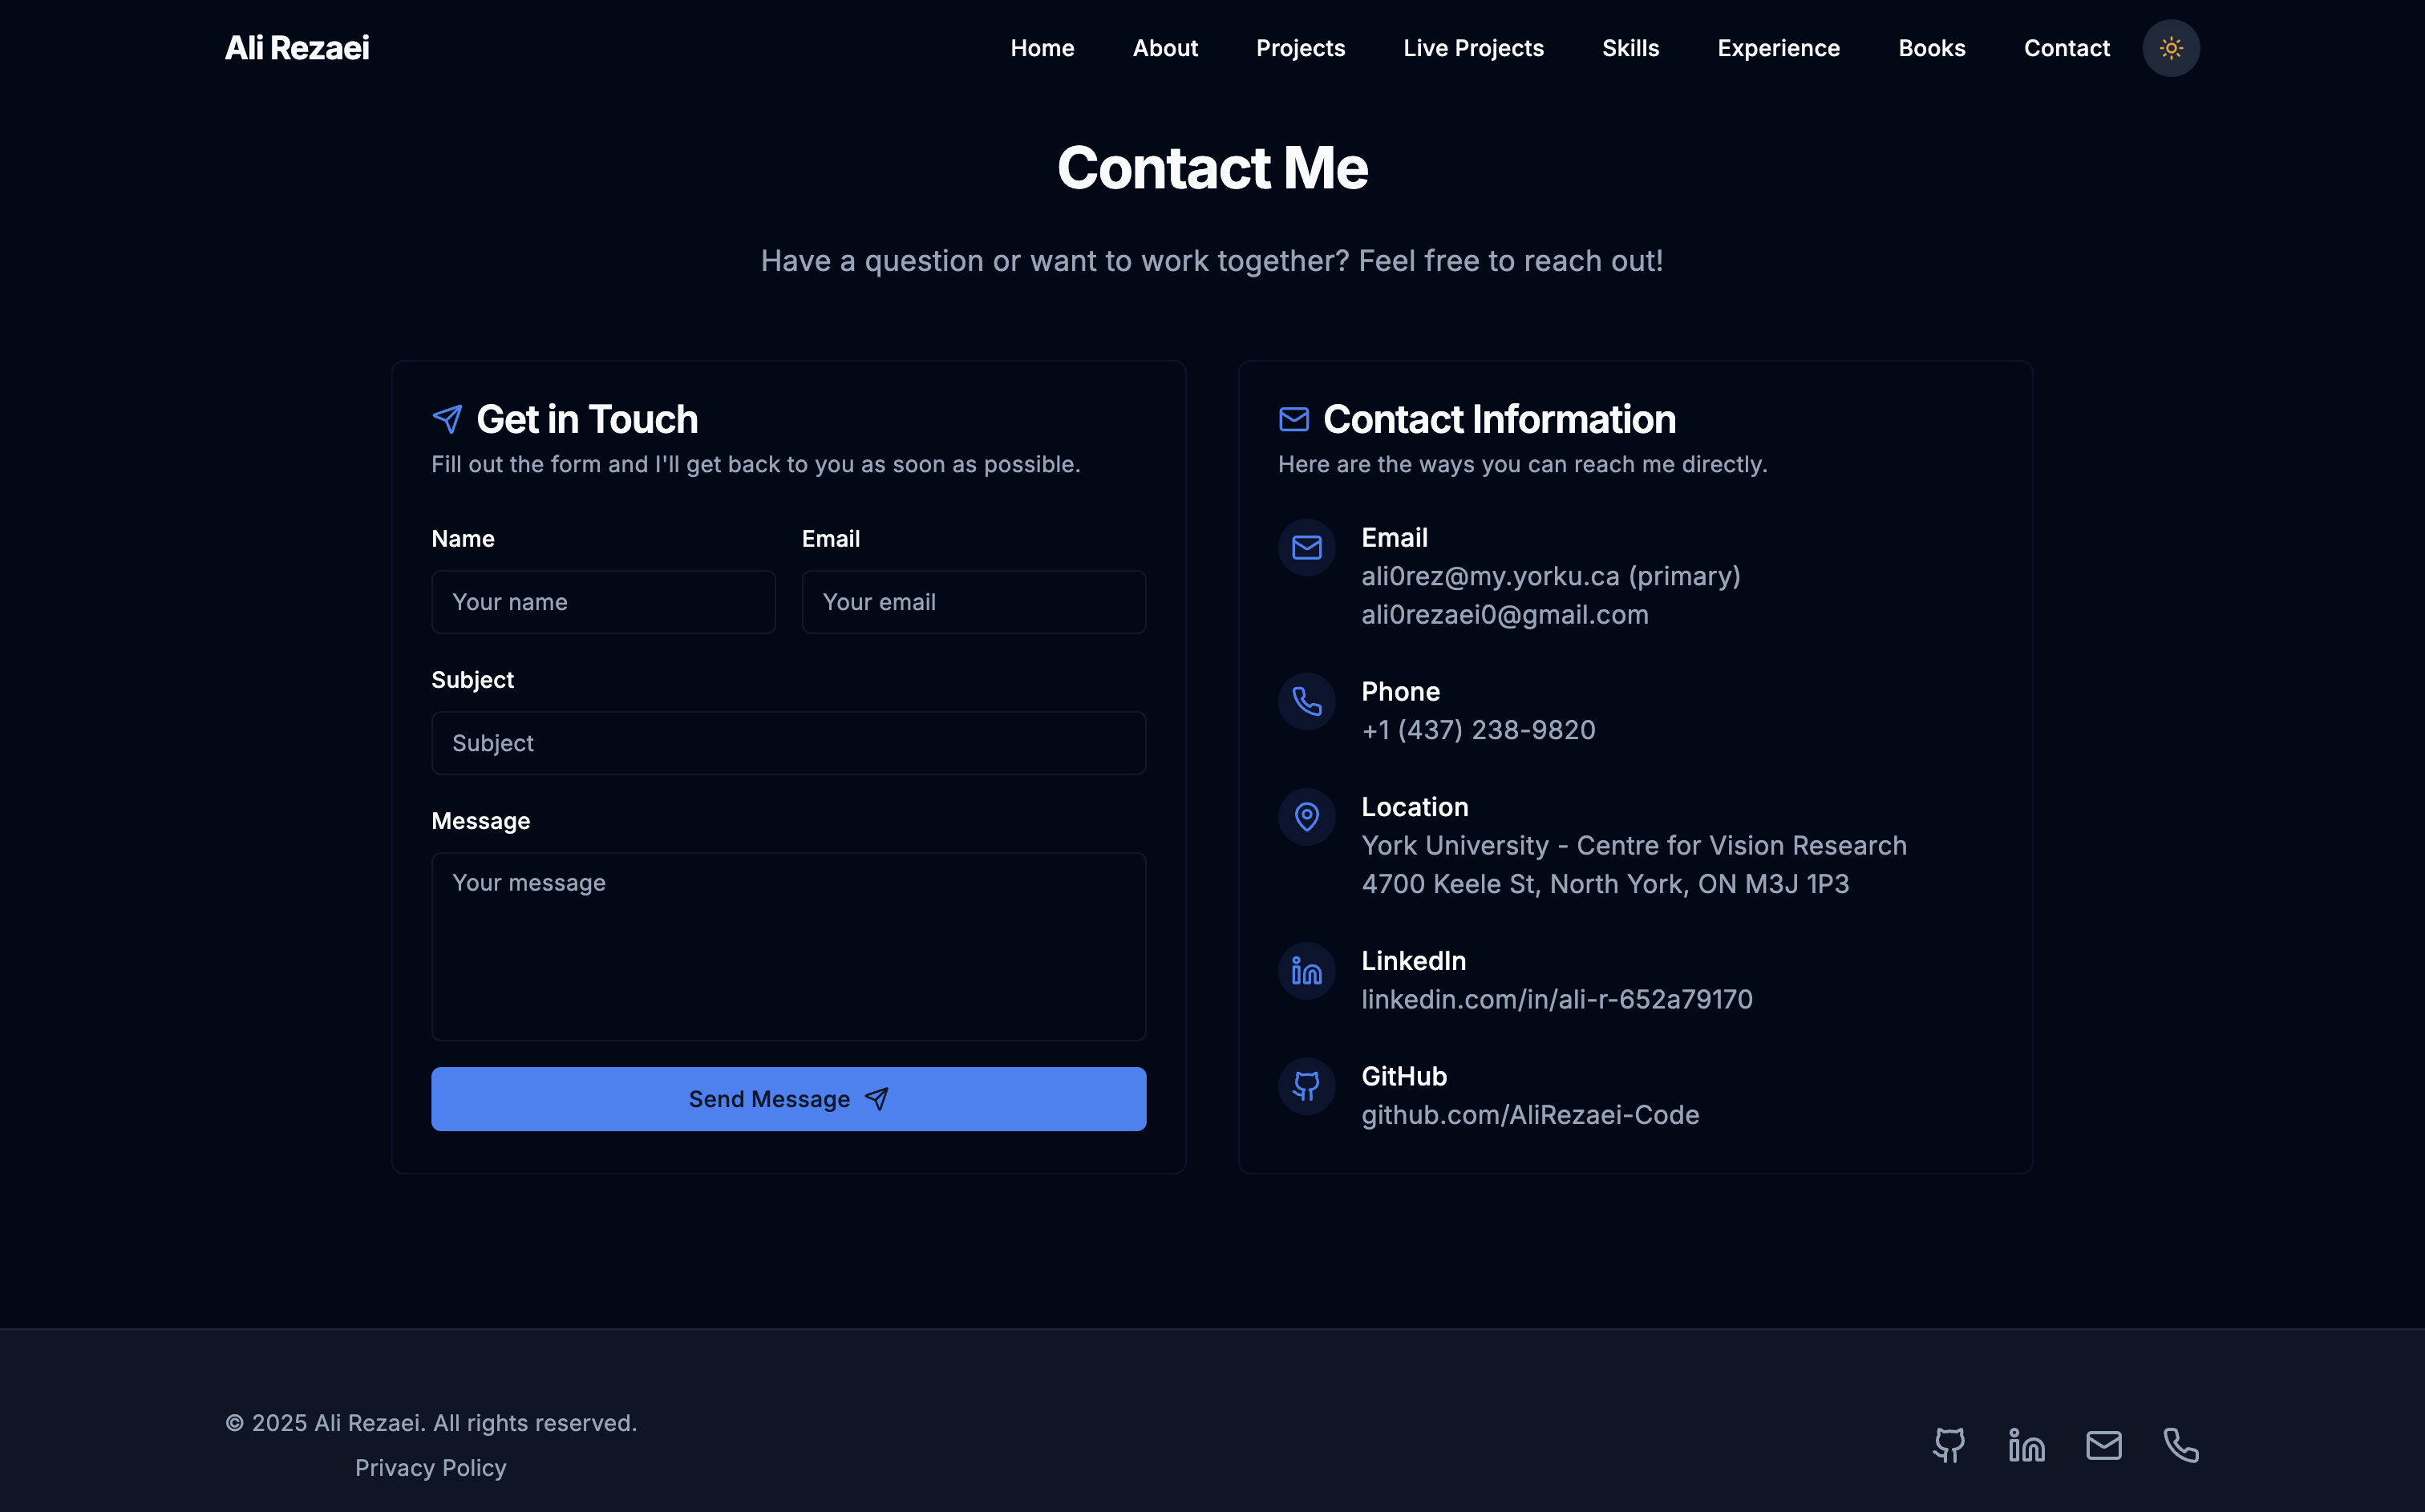 Ali Rezaei
Home About Projects Live Projects Skills Experience Books Contact
Contact Me
Have a question or want to work together? Feel free to reach out!
Get in Touch
Fill out the form and I'll get back to you as soon as possible.
Name Email
Your name Your email
Subject
Subject
Message
Your message
Send Message
Contact Information
Here are the ways you can reach me directly.
Email
ali0rez@my.yorku.ca (primary)
ali0rezaei0@gmail.com
Phone
+1 (437) 238-9820
Location
York University - Centre for Vision Research
4700 Keele St, North York, ON M3J 1P3
LinkedIn
linkedin.com/in/ali-r-652a79170
GitHub
github.com/AliRezaei-Code
© 2025 Ali Rezaei. All rights reserved.
Privacy Policy